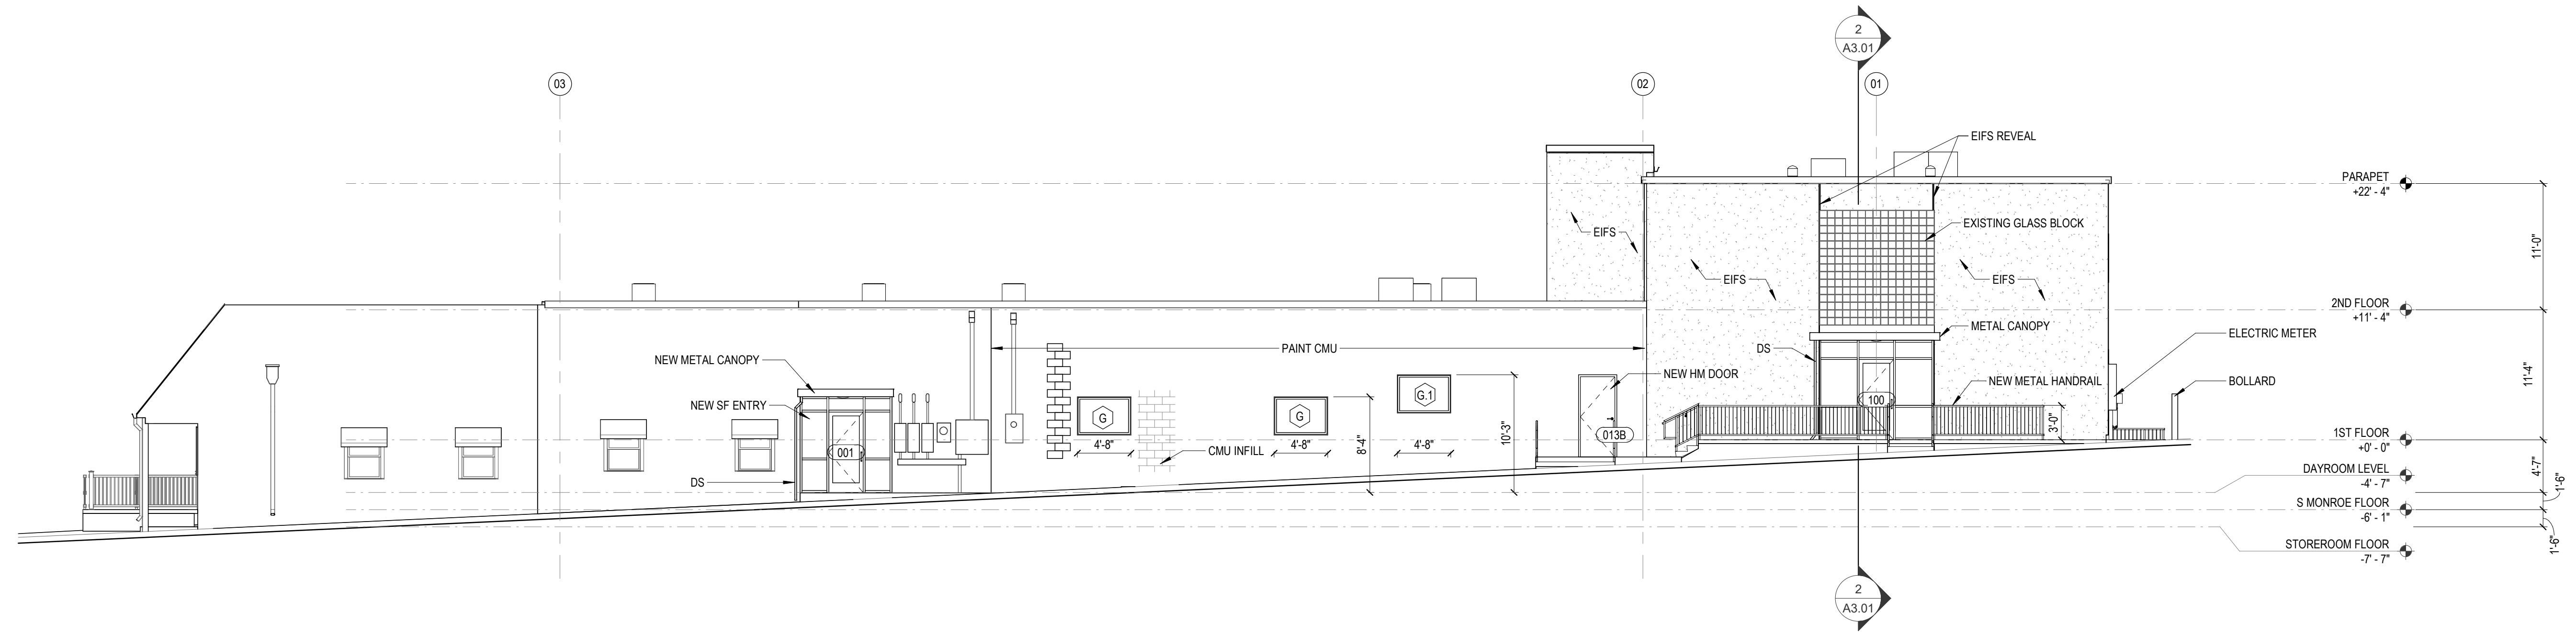 2
A3.01
03
02
01
EIFS REVEAL
PARAPET
+22' - 4"
EXISTING GLASS BLOCK
EIFS
11'-0"
EIFS
EIFS
2ND FLOOR
+11' - 4"
METAL CANOPY
ELECTRIC METER
PAINT CMU
DS
NEW METAL CANOPY
NEW HM DOOR
11'-4"
NEW METAL HANDRAIL
BOLLARD
G.1
100
NEW SF ENTRY
G
G
3'-0"
1ST FLOOR
+0' - 0"
013B
4'-8"
4'-8"
4'-8"
8'-4"
10'-3"
001
CMU INFILL
DAYROOM LEVEL
-4' - 7"
4'-7"
DS
1'-6"
S MONROE FLOOR
-6' - 1"
STOREROOM FLOOR
-7' - 7"
1'-6"
2
A3.01